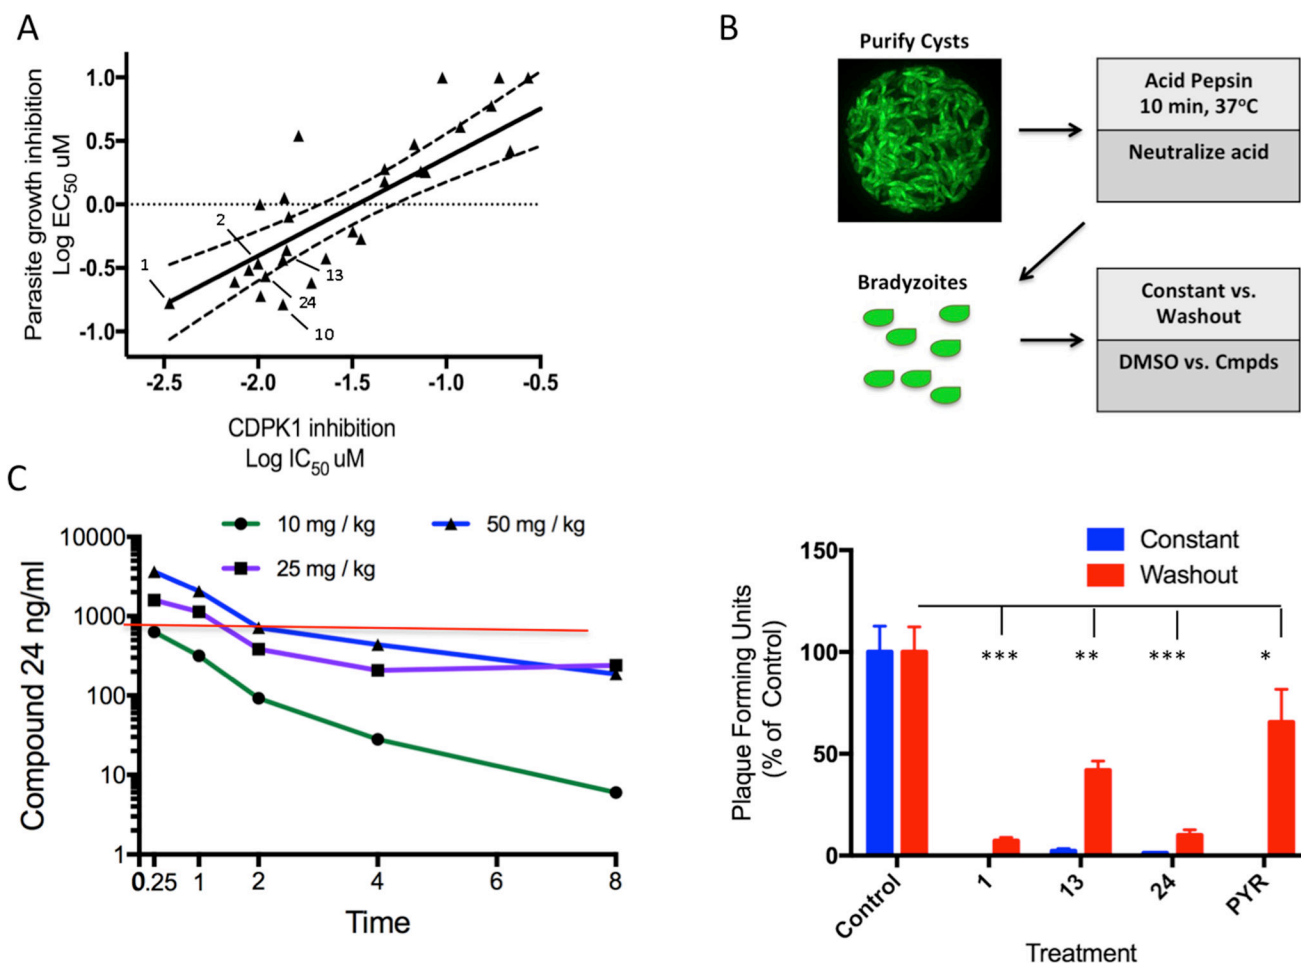 A
Parasite growth inhibition
Log EC50 uM
1.0
0.5
0.0
-0.5
-1.0
1
2
13
24
10
-2.5 -2.0 -1.5 -1.0 -0.5
CDPK1 inhibition
Log IC50 uM
B
Purify Cysts
Acid Pepsin
10 min, 37ºC
Neutralize acid
Bradyzoites
Constant vs.
Washout
DMSO vs. Cmpds
C
10 mg / kg
50 mg / kg
25 mg / kg
Compound 24 ng/ml
10000
1000
100
10
1
0.25 1 2 4 6 8
Time
Constant
Washout
Plaque Forming Units
(% of Control)
150
100
50
0
*** ** *** *
Control 1 13 24 PYR
Treatment